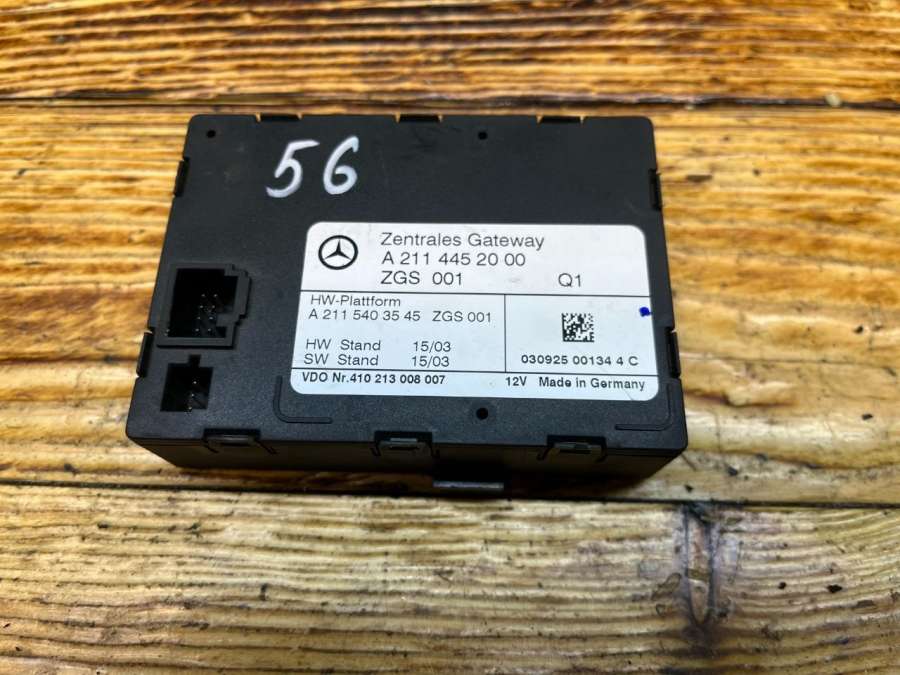 56
Zentrales Gateway
A 211 445 20 00
ZGS 001 Q1
HW-Plattform
A 211 540 35 45 ZGS 001
HW Stand 15/03
SW Stand 15/03
030925 00134 4 C
VDO Nr.410 213 008 007 12V Made in Germany